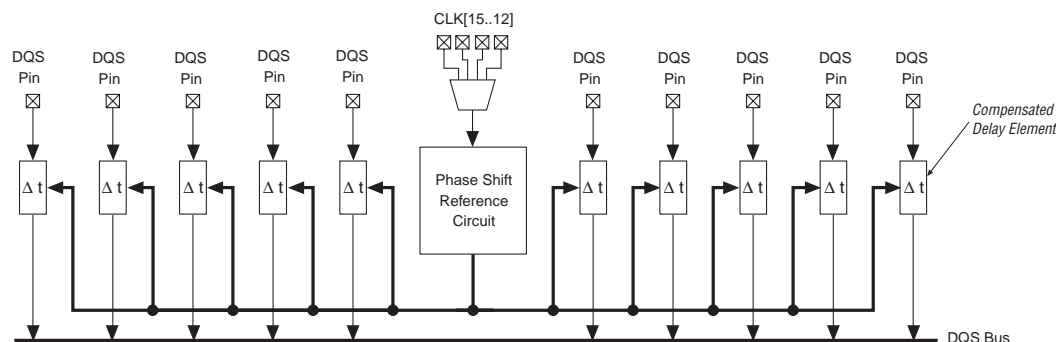 CLK[15..12]
DQS
Pin
DQS
Pin
DQS
Pin
DQS
Pin
DQS
Pin
DQS
Pin
DQS
Pin
DQS
Pin
DQS
Pin
DQS
Pin
Compensated
Delay Element
Δ t
Δ t
Δ t
Δ t
Δ t
Phase Shift
Reference
Circuit
Δ t
Δ t
Δ t
Δ t
Δ t
DQS Bus